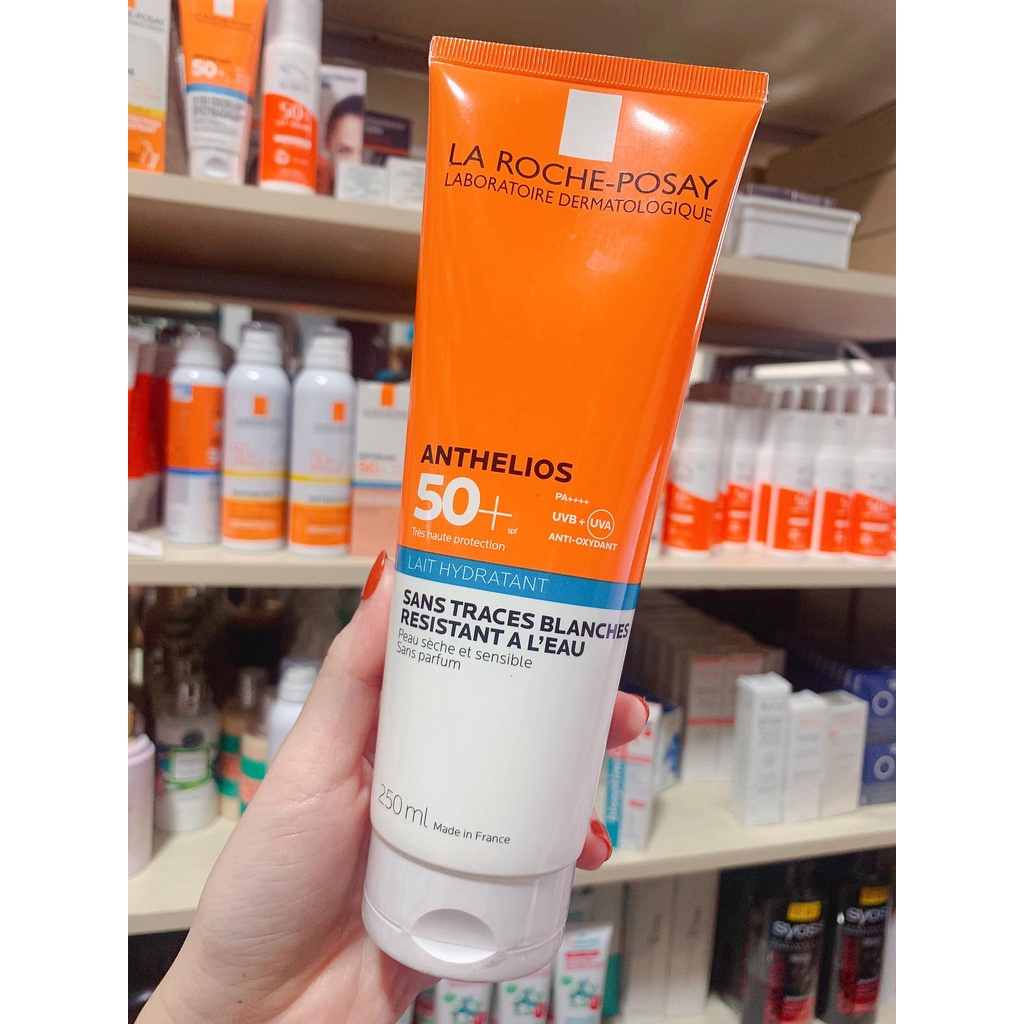 LA ROCHE-POSAY
LABORATOIRE DERMATOLOGIQUE
ANTHELIOS
50+
spf
Très haute protection
PA++++
UVB + UVA
ANTI-OXYDANT
LAIT HYDRATANT
SANS TRACES BLANCHES
RESISTANT A L'EAU
Peau sèche et sensible
Sans parfum
250 ml
Made in France
50+